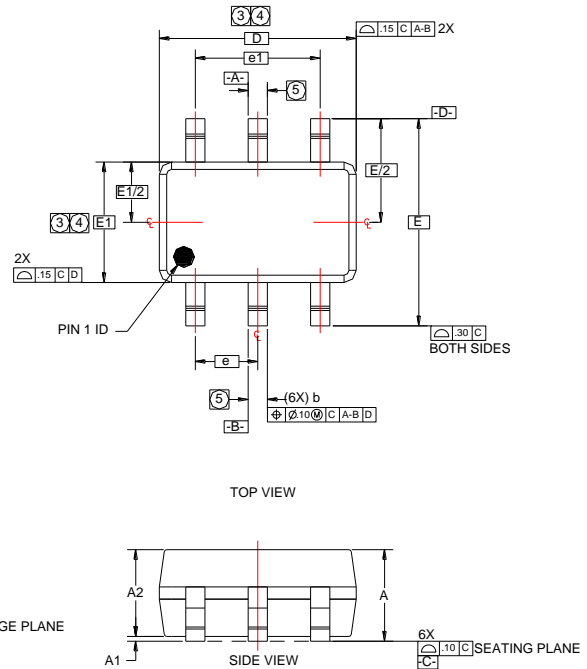 3 4
D
⌓ .15 C A-B 2X
e1
-A-
5
-D-
E/2
E1/2
3 4 E1
E
2X
⌓ .15 C D
PIN 1 ID
⌓ .30 C
BOTH SIDES
e
5
(6X) b
⌖ Ø.10 Ⓜ C A-B D
-B-
TOP VIEW
A2
A
GE PLANE
6X
⌓ .10 C SEATING PLANE
-C-
A1
SIDE VIEW